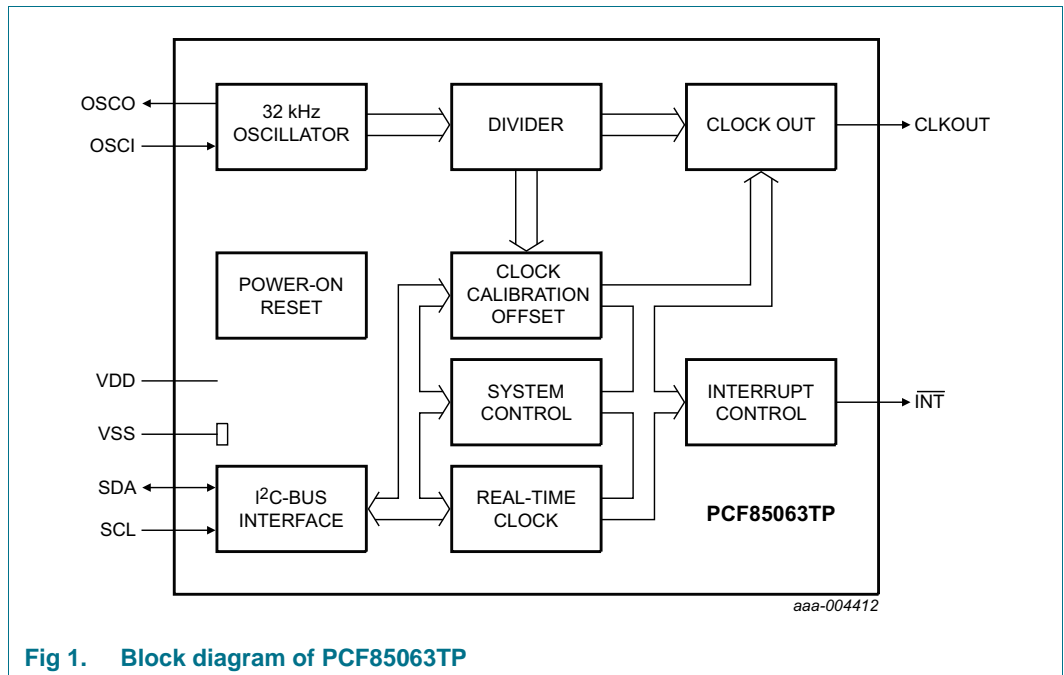 OSCO
OSCI
32 kHz
OSCILLATOR
DIVIDER
CLOCK OUT
CLKOUT
POWER-ON
RESET
CLOCK
CALIBRATION
OFFSET
VDD
VSS
SYSTEM
CONTROL
INTERRUPT
CONTROL
INT
SDA
SCL
I²C-BUS
INTERFACE
REAL-TIME
CLOCK
PCF85063TP
aaa-004412
Fig 1. Block diagram of PCF85063TP